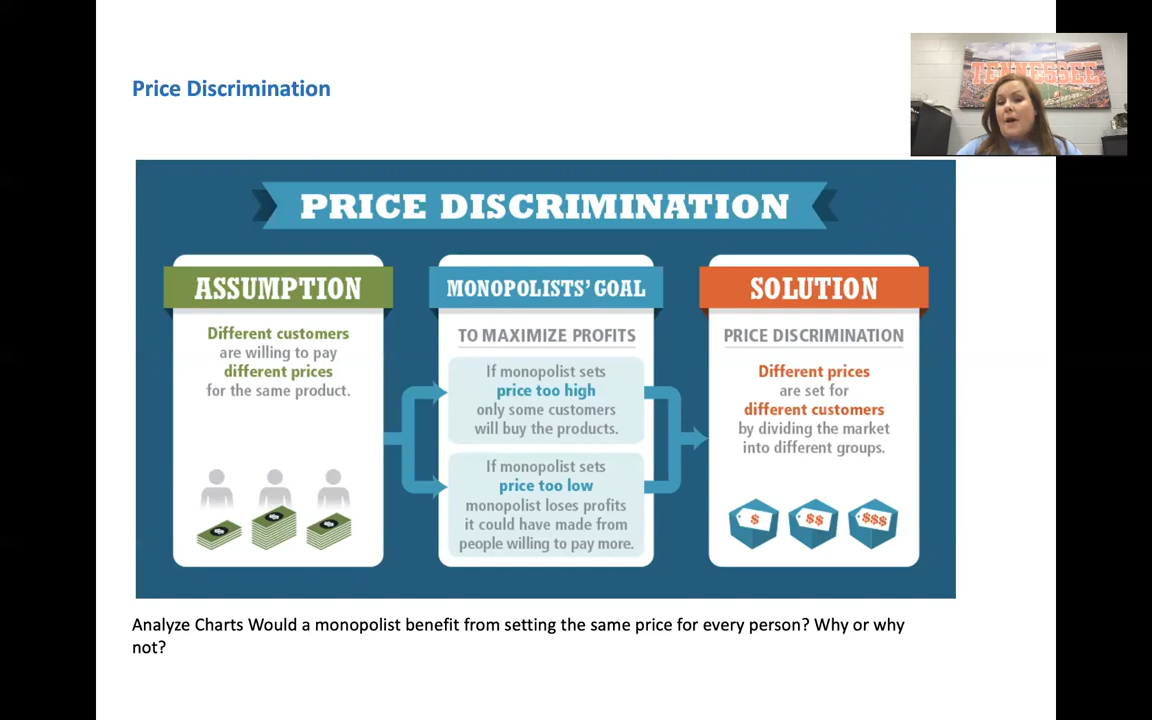 Price Discrimination
TENNESSEE
PRICE DISCRIMINATION
ASSUMPTION
Different customers
are willing to pay
different prices
for the same product.
MONOPOLISTS' GOAL
TO MAXIMIZE PROFITS
If monopolist sets
price too high
only some customers
will buy the products.
If monopolist sets
price too low
monopolist loses profits
it could have made from
people willing to pay more.
SOLUTION
PRICE DISCRIMINATION
Different prices
are set for
different customers
by dividing the market
into different groups.
$ $$ $$$
Analyze Charts Would a monopolist benefit from setting the same price for every person? Why or why
not?